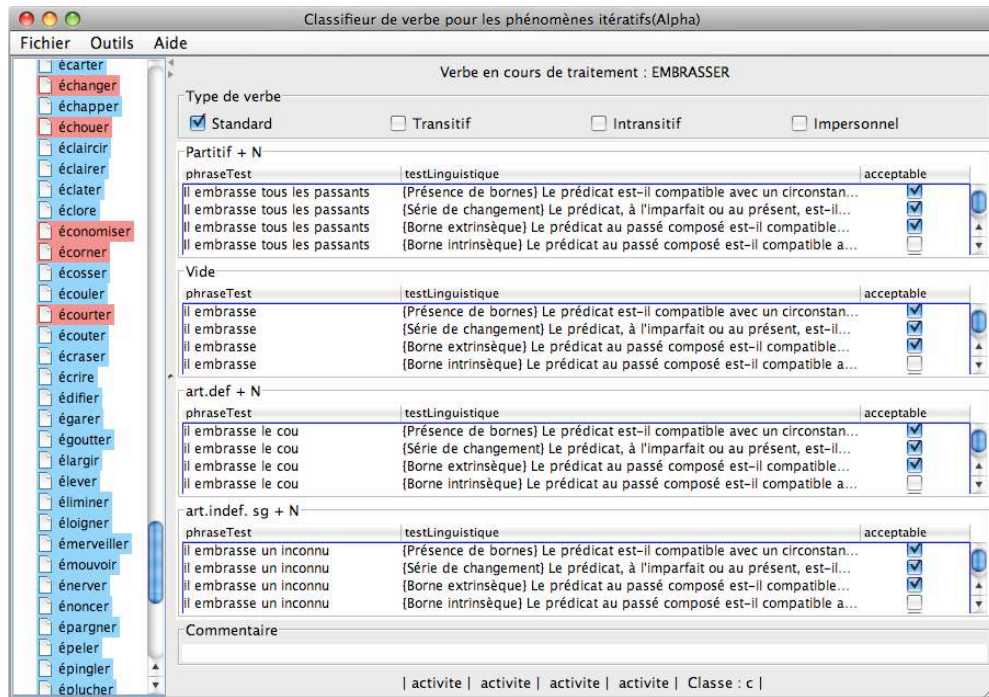 Classifieur de verbe pour les phénomènes itératifs(Alpha)
Fichier Outils Aide
écarter
échanger
échapper
échouer
éclaircir
éclairer
éclater
éclore
économiser
écorner
écosser
écouler
écourter
écouter
écraser
écrire
édifier
égarer
égoutter
élargir
élever
éliminer
éloigner
émerveiller
émouvoir
énerver
énoncer
épargner
épeler
épingler
éplucher
Verbe en cours de traitement : EMBRASSER
Type de verbe
Standard Transitif Intransitif Impersonnel
Partitif + N
phraseTest testLinguistique acceptable
Il embrasse tous les passants {Présence de bornes} Le prédicat est-il compatible avec un circonstan...
Il embrasse tous les passants {Série de changement} Le prédicat, à l'imparfait ou au présent, est-il...
Il embrasse tous les passants {Borne extrinsèque} Le prédicat au passé composé est-il compatible...
Il embrasse tous les passants {Borne intrinsèque} Le prédicat au passé composé est-il compatible a...
Vide
phraseTest testLinguistique acceptable
il embrasse {Présence de bornes} Le prédicat est-il compatible avec un circonstan...
il embrasse {Série de changement} Le prédicat, à l'imparfait ou au présent, est-il...
il embrasse {Borne extrinsèque} Le prédicat au passé composé est-il compatible...
il embrasse {Borne intrinsèque} Le prédicat au passé composé est-il compatible a...
art.def + N
phraseTest testLinguistique acceptable
il embrasse le cou {Présence de bornes} Le prédicat est-il compatible avec un circonstan...
il embrasse le cou {Série de changement} Le prédicat, à l'imparfait ou au présent, est-il...
il embrasse le cou {Borne extrinsèque} Le prédicat au passé composé est-il compatible...
il embrasse le cou {Borne intrinsèque} Le prédicat au passé composé est-il compatible a...
art.indef. sg + N
phraseTest testLinguistique acceptable
il embrasse un inconnu {Présence de bornes} Le prédicat est-il compatible avec un circonstan...
il embrasse un inconnu {Série de changement} Le prédicat, à l'imparfait ou au présent, est-il...
il embrasse un inconnu {Borne extrinsèque} Le prédicat au passé composé est-il compatible...
il embrasse un inconnu {Borne intrinsèque} Le prédicat au passé composé est-il compatible a...
Commentaire
| activite | activite | activite | activite | Classe : c |